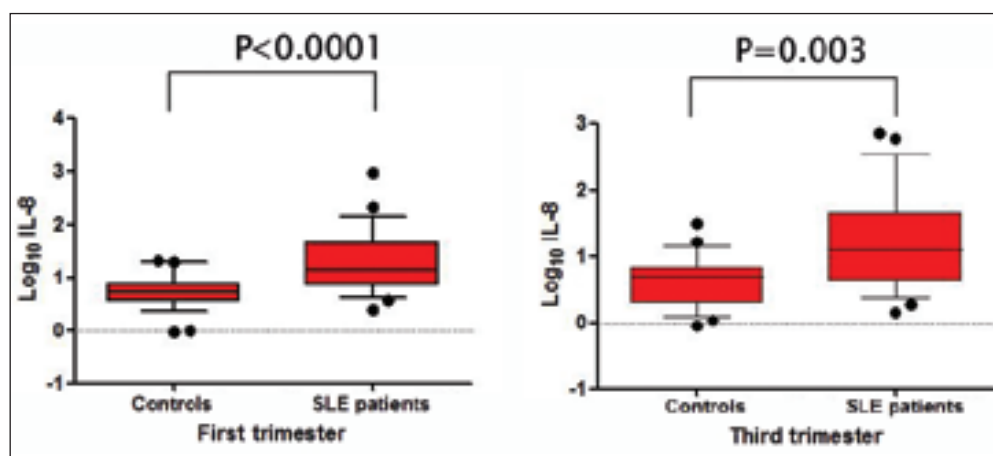 P<0.0001
4
3
2
1
0
-1
Log10 IL-8
Controls
SLE patients
First trimester
P=0.003
3
2
1
0
-1
Log10 IL-8
Controls
SLE patients
Third trimester